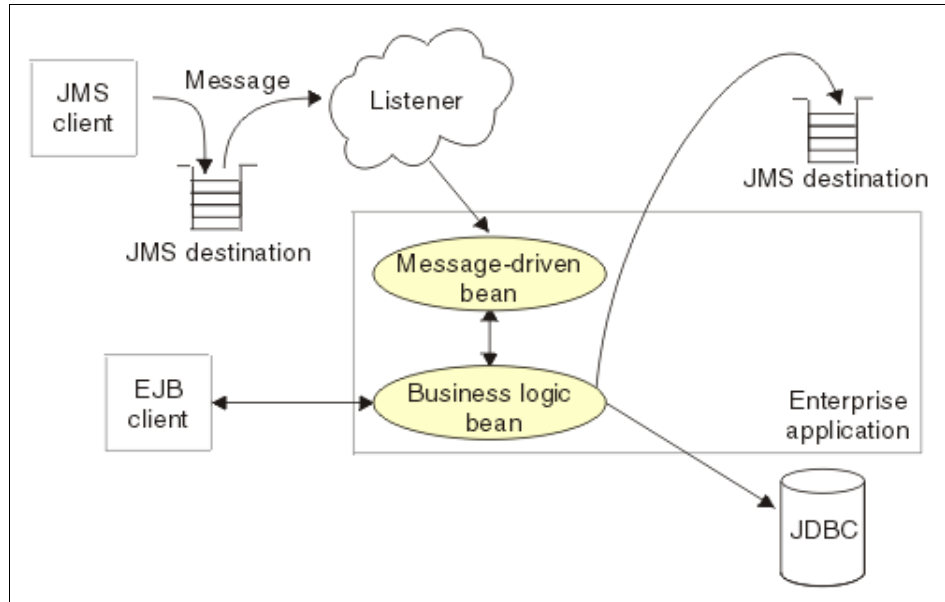 JMS
client
Message
Listener
JMS destination
JMS destination
Message-driven
bean
EJB
client
Business logic
bean
Enterprise
application
JDBC